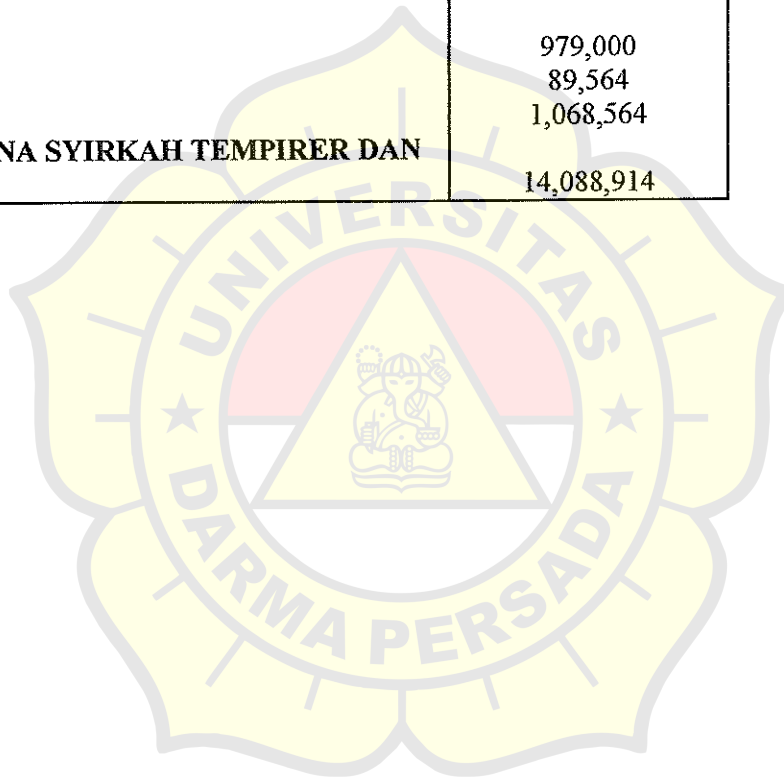 979,000
89,564
1,068,564
NA SYIRKAH TEMPIRER DAN
14,088,914
UNIVERSITAS
DARMA PERSADA